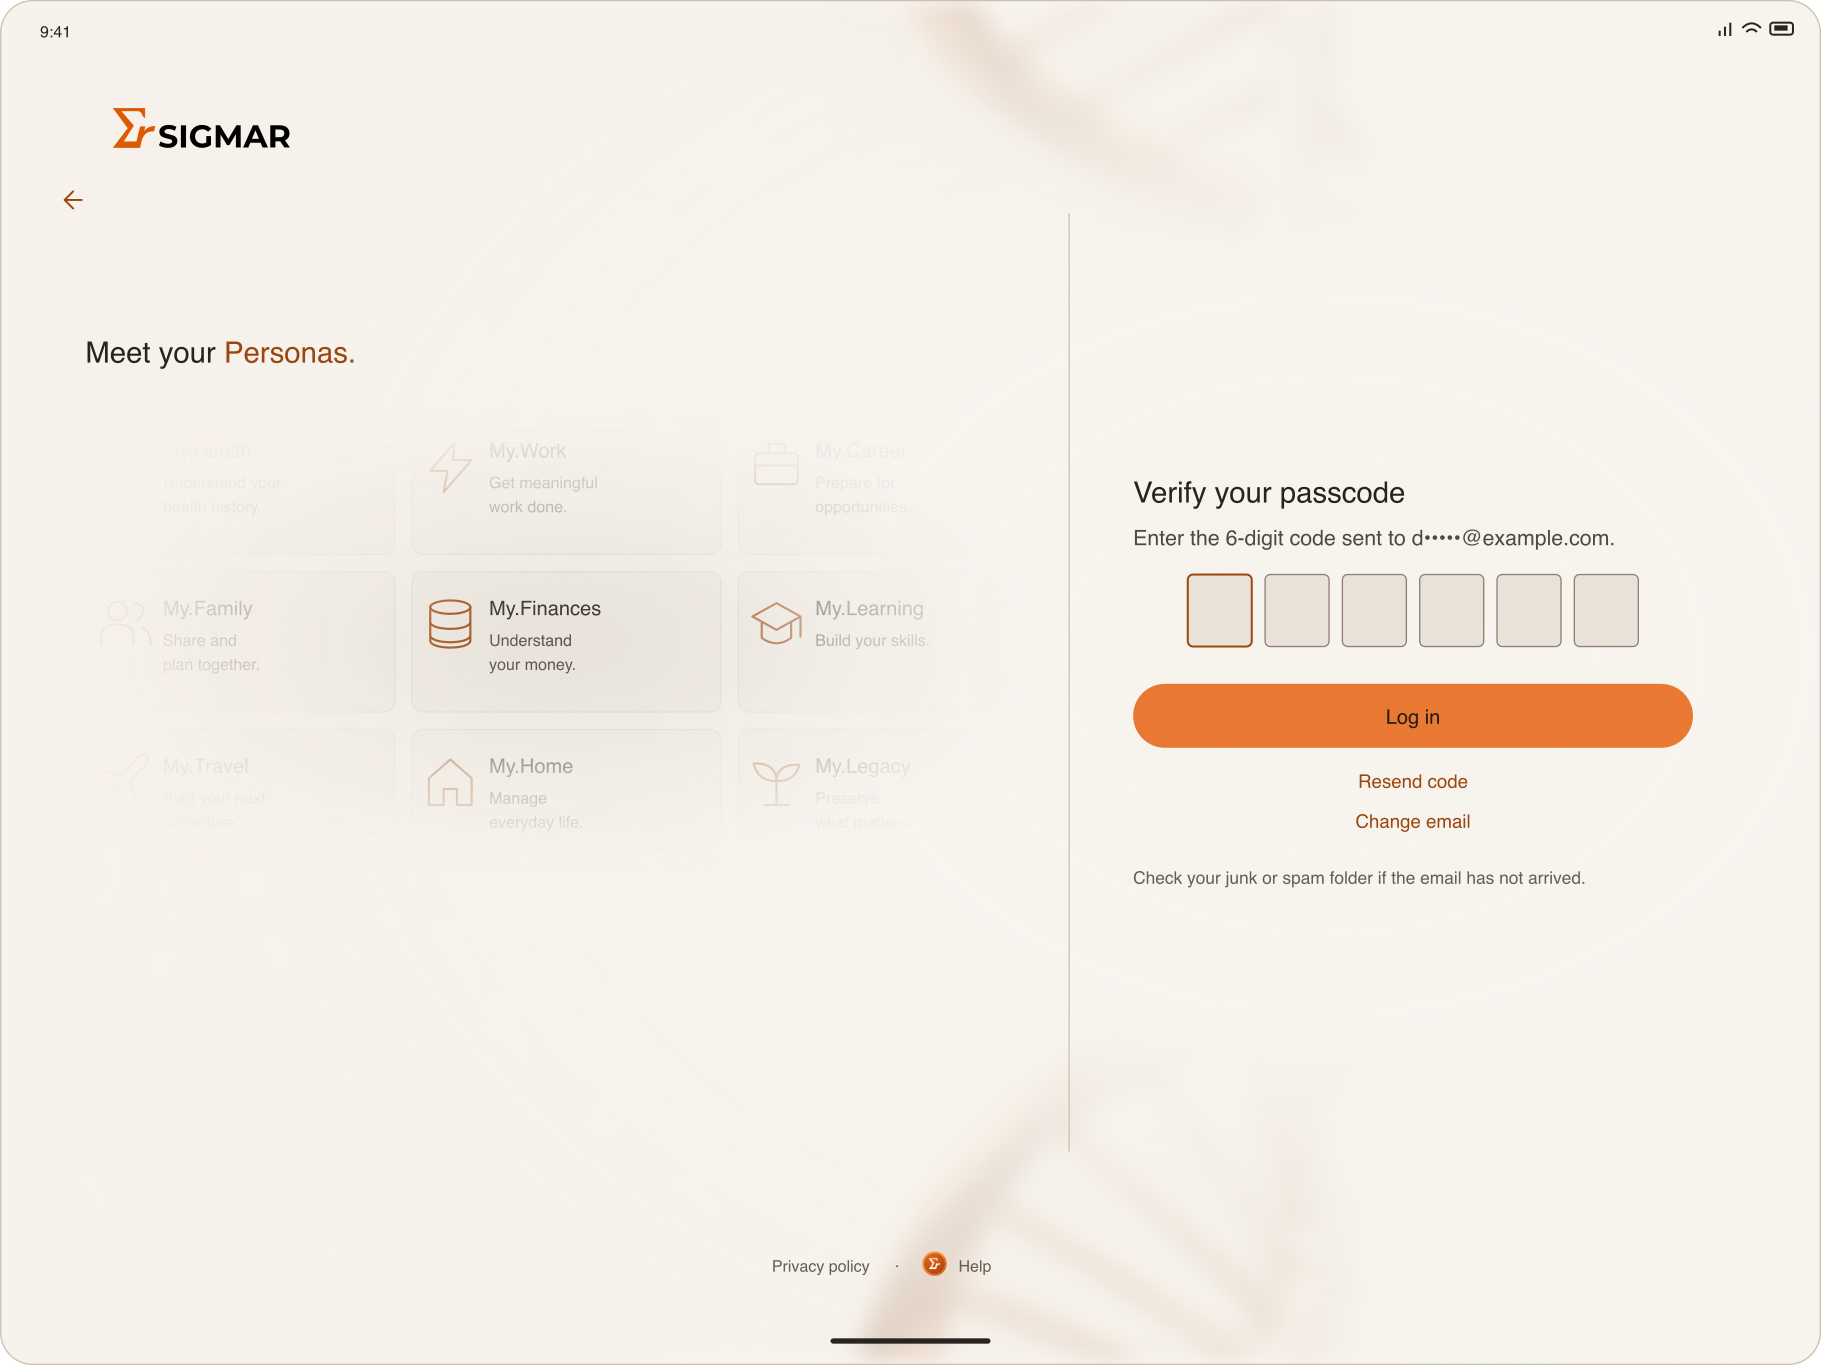 9:41
SIGMAR
Meet your Personas.
My.Health
Understand your
health history.
My.Work
Get meaningful
work done.
My.Career
Prepare for
opportunities.
My.Family
Share and
plan together.
My.Finances
Understand
your money.
My.Learning
Build your skills.
My.Travel
Plan your next
adventure.
My.Home
Manage
everyday life.
My.Legacy
Preserve
what matters.
Verify your passcode
Enter the 6-digit code sent to d•••••@example.com.
Log in
Resend code
Change email
Check your junk or spam folder if the email has not arrived.
Privacy policy · Help